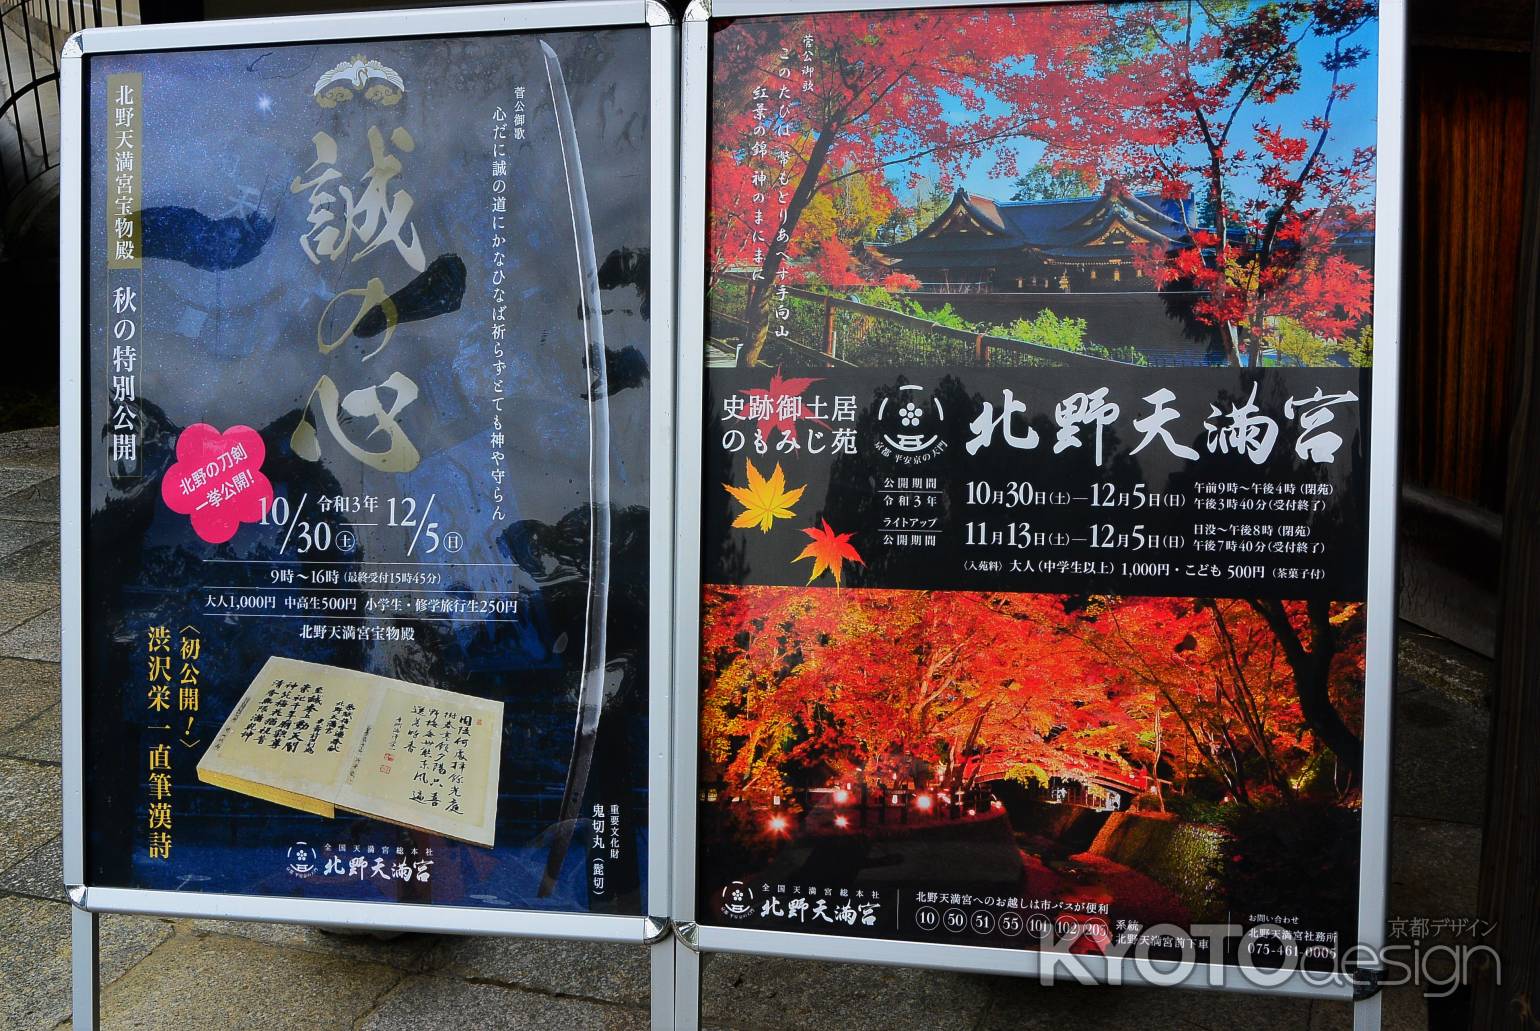 北野天満宮宝物殿
秋の特別公開
誠の心
菅公御歌
心だに誠の道にかなひなば祈らずとても神や守らん
北野の刀剣
一挙公開!
令和3年
10/30(土)―12/5(日)
9時～16時(最終受付15時45分)
大人1,000円 中高生500円 小学生・修学旅行生250円
北野天満宮宝物殿
〈初公開!〉
渋沢栄一直筆漢詩
重要文化財
鬼切丸(髭切)
全国天満宮総本社
北野天満宮
菅公御歌
このたびは幣もとりあへず手向山
紅葉の錦神のまにまに
史跡御土居
のもみじ苑
京都 平安京の天門
北野天満宮
公開期間
令和3年
10月30日(土)―12月5日(日)
午前9時～午後4時(閉苑)
午後3時40分(受付終了)
ライトアップ
公開期間
11月13日(土)―12月5日(日)
日没～午後8時(閉苑)
午後7時40分(受付終了)
〈入苑料〉大人(中学生以上)1,000円・こども500円(茶菓子付)
全国天満宮総本社
北野天満宮
北野天満宮へのお越しは市バスが便利
10 50 51 55 101 102 203 系統
北野天満宮前下車
お問い合わせ
北野天満宮社務所
075-461-0005
京都デザイン
KYOTOdesign